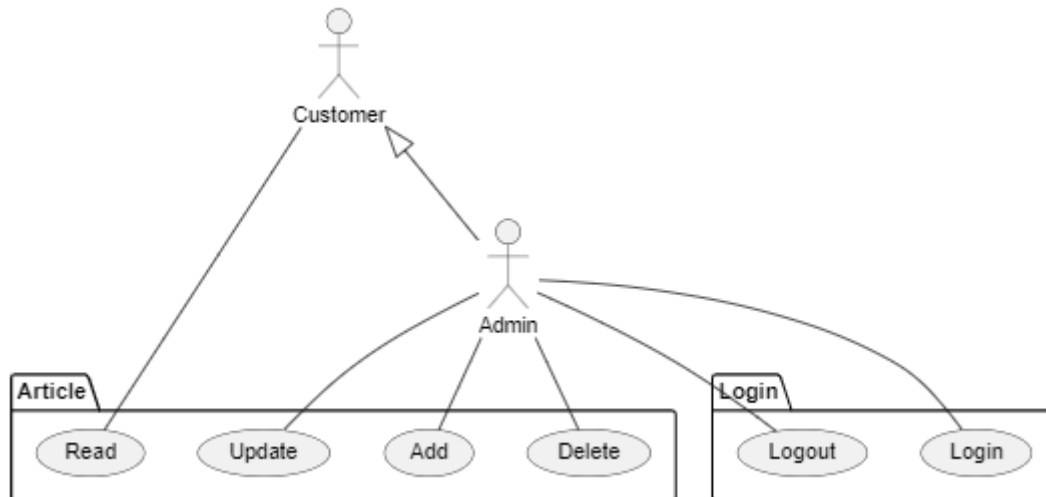 Customer
Admin
Article
Login
Read
Update
Add
Delete
Logout
Login